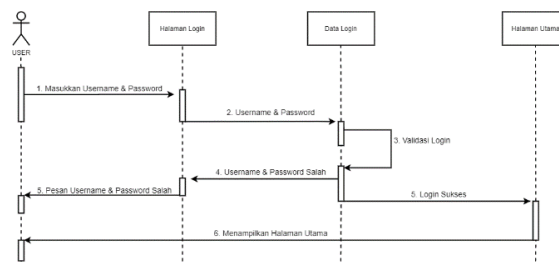 Halaman Login
Data Login
Halaman Utama
USER
1. Masukkan Username & Password
2. Username & Password
3. Validasi Login
4. Username & Password Salah
5. Pesan Username & Password Salah
5. Login Sukses
6. Menampilkan Halaman Utama